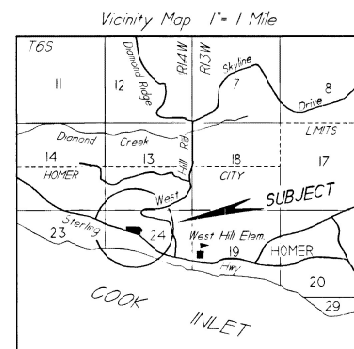 Vicinity Map 1"= 1 Mile
T6S
R14W
R13W
Diamond Ridge
Skyline
Drive
11
12
7
8
Diamond Creek
LMITS
Hill Rd
14
13
18
17
HOMER
CITY
West
SUBJECT
Sterling
23
24
West Hill Elem.
19
HOMER
Hwy
20
29
COOK
INLET